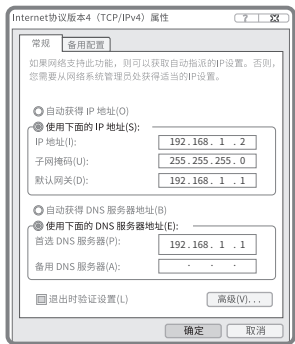 Internet协议版本4（TCP/IPv4）属性
常规 备用配置
如果网络支持此功能，则可以获取自动指派的IP设置。否则，
您需要从网络系统管理员处获得适当的IP设置。
自动获得 IP 地址(O)
使用下面的 IP 地址(S):
IP 地址(I): 192.168. 1 . 2
子网掩码(U): 255.255.255. 0
默认网关(D): 192.168. 1 . 1
自动获得 DNS 服务器地址(B)
使用下面的 DNS 服务器地址(E):
首选 DNS 服务器(P): 192.168. 1 . 1
备用 DNS 服务器(A): . . .
退出时验证设置(L) 高级(V)...
确定 取消